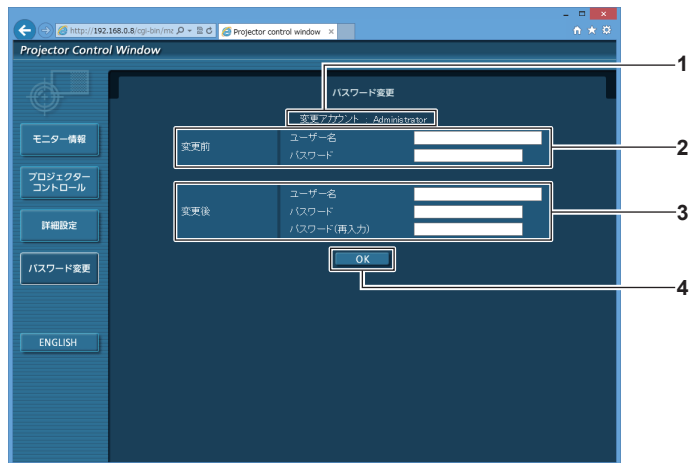 http://192.168.0.8/cgi-bin/mz
Projector control window
Projector Control Window
モニター情報
プロジェクター
コントロール
詳細設定
パスワード変更
ENGLISH
パスワード変更
変更アカウント : Administrator
変更前
ユーザー名
パスワード
変更後
ユーザー名
パスワード
パスワード(再入力)
OK
1
2
3
4